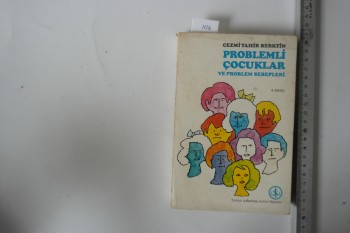 CEZMİ TAHİR BERKTİN
PROBLEMLİ
ÇOCUKLAR
VE PROBLEM SEBEPLERİ